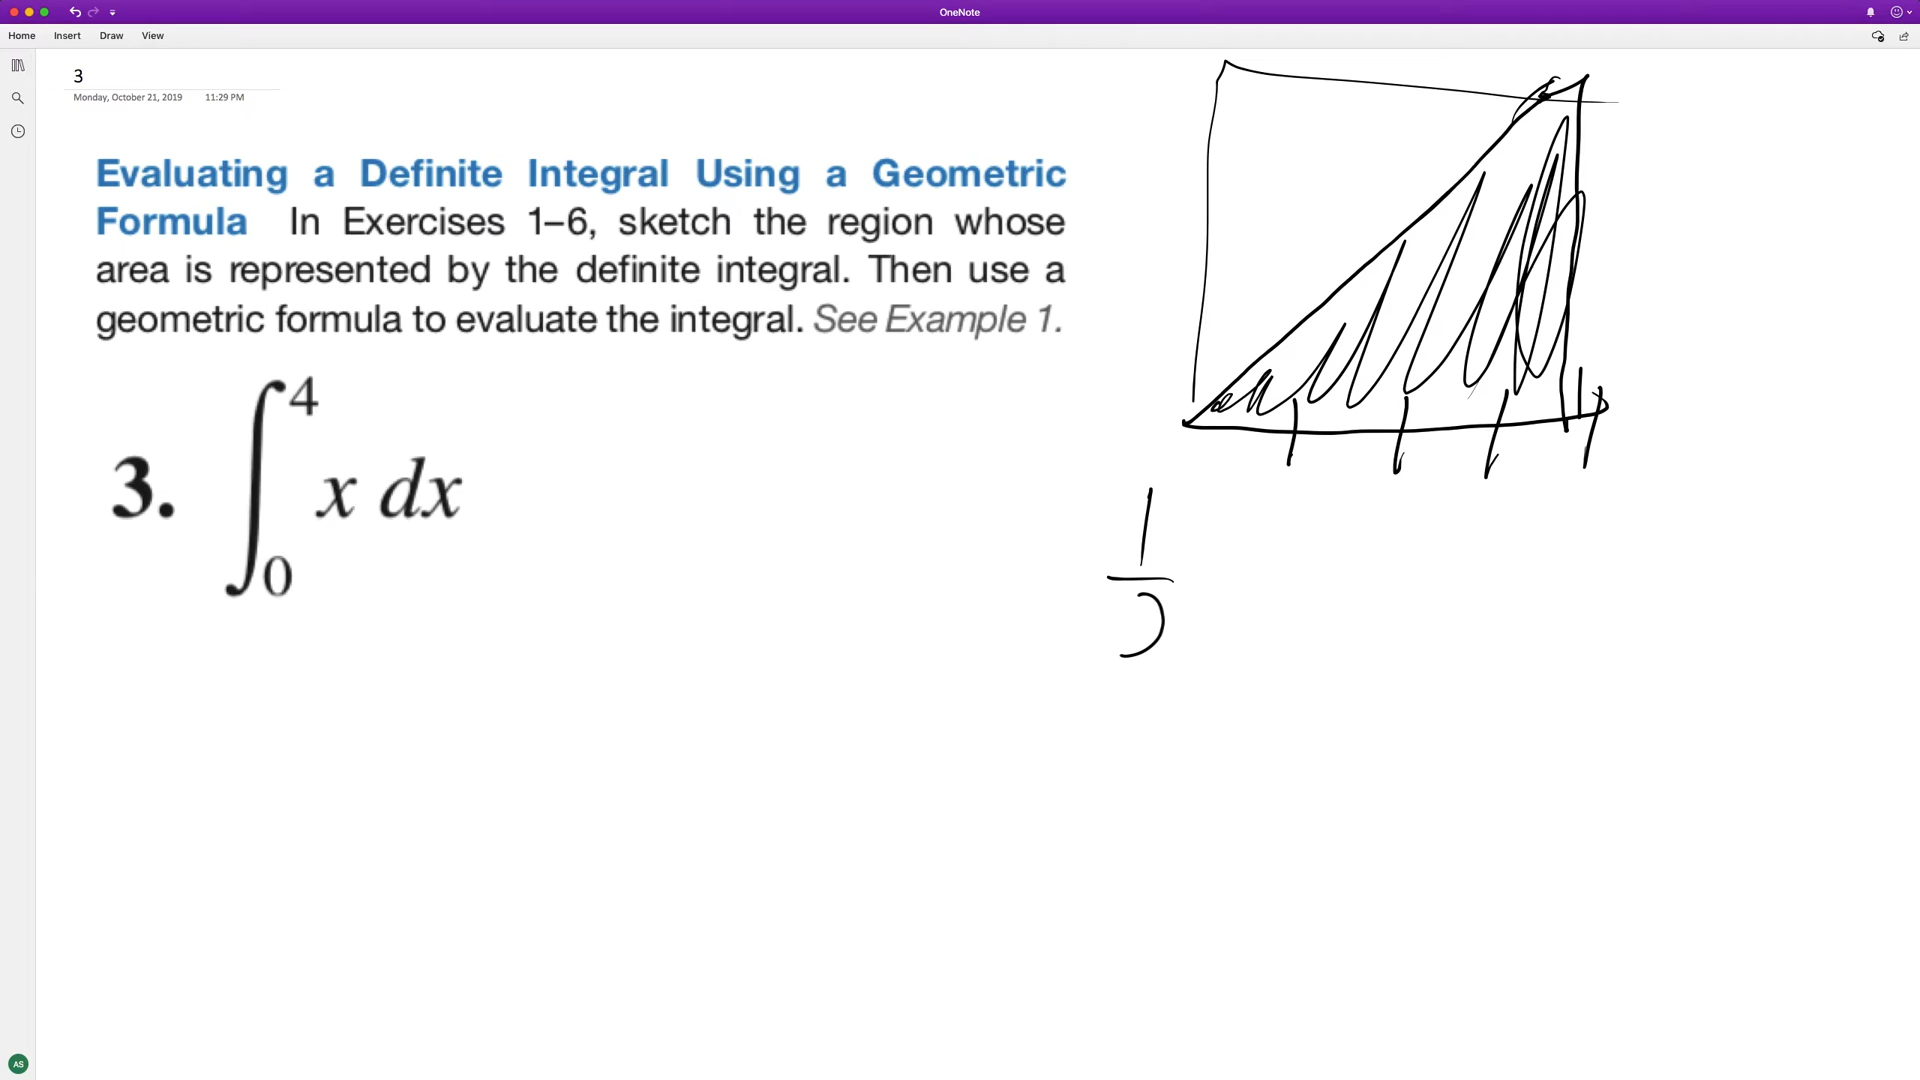 OneNote
Home Insert Draw View
3
Monday, October 21, 2019 11:29 PM
Evaluating a Definite Integral Using a Geometric
Formula In Exercises 1–6, sketch the region whose
area is represented by the definite integral. Then use a
geometric formula to evaluate the integral. See Example 1.
3. ∫₀⁴ x dx
1
AS